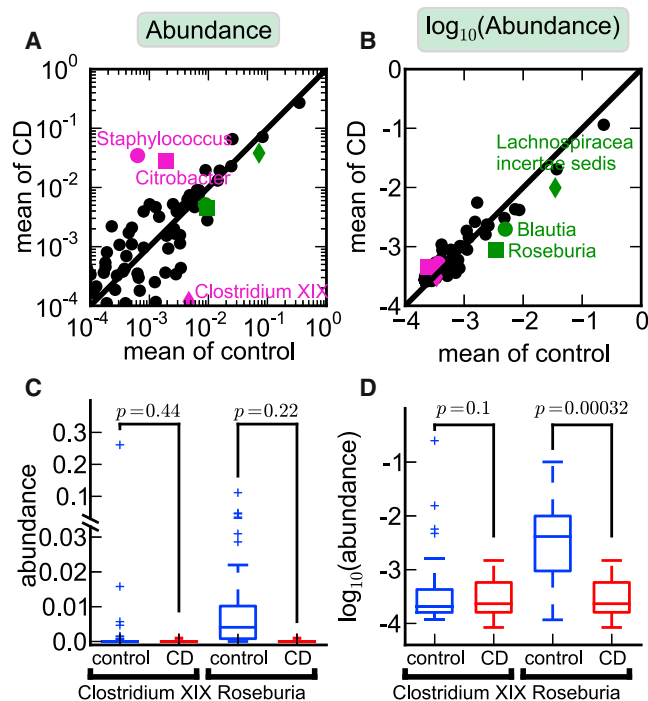 A
Abundance
10^0
10^-1
10^-2
10^-3
10^-4
mean of CD
Staphylococcus
Citrobacter
Clostridium XIX
10^-4 10^-3 10^-2 10^-1 10^0
mean of control
B
log10(Abundance)
0
-1
-2
-3
-4
mean of CD
Lachnospiracea
incertae sedis
Blautia
Roseburia
-4 -3 -2 -1 0
mean of control
C
p=0.44 p=0.22
0.3
0.1
0.02
0.01
0.0
abundance
control CD control CD
Clostridium XIX Roseburia
D
p=0.1 p=0.00032
-1
-2
-3
-4
log10(abundance)
control CD control CD
Clostridium XIX Roseburia